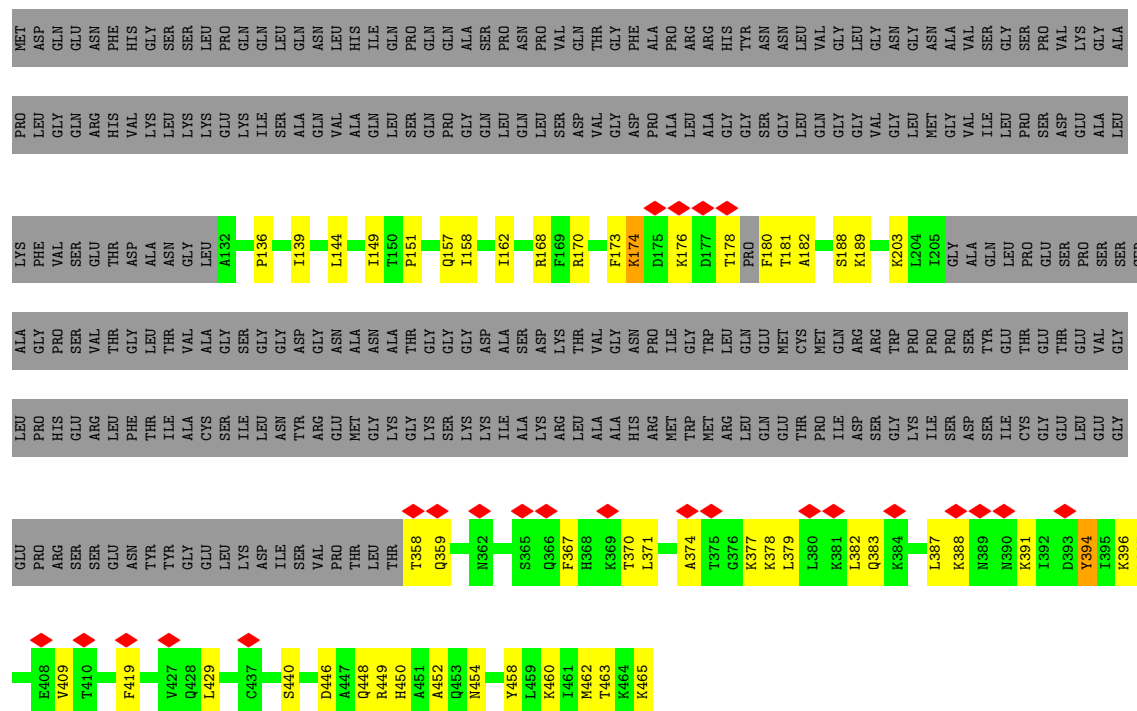 MET ASP GLN GLU ASN PHE HIS GLY SER SER LEU PRO GLN GLN LEU GLN ASN LEU HIS ILE GLN PRO GLN GLN ALA SER PRO ASN PRO VAL GLN THR GLY PHE ALA PRO ARG ARG HIS TYR ASN ASN LEU VAL GLY LEU GLY ASN GLY ASN ALA VAL SER GLY SER PRO VAL LYS GLY ALA
PRO LEU GLY GLN ARG HIS VAL LYS LEU LYS LYS GLU LYS ILE SER ALA GLN VAL ALA GLN LEU SER GLN PRO GLY GLN LEU GLN LEU SER ASP VAL GLY ASP PRO ALA LEU ALA GLY GLY SER GLY LEU GLN GLY GLY VAL GLY LEU MET GLY VAL ILE LEU PRO SER ASP GLU ALA LEU
LYS PHE VAL SER GLU THR ASP ALA ASN GLY LEU A132 P136 I139 L144 I149 T150 P151 Q157 I158 I162 R168 F169 R170 F173 K174 D175 K176 D177 T178 PRO F180 T181 A182 S188 K189 K203 L204 I205 GLY ALA GLN LEU PRO GLU SER PRO SER SER SER
ALA GLY PRO SER VAL THR GLY LEU THR VAL ALA GLY SER GLY GLY ASP GLY ASN ALA ASN ALA THR GLY GLY GLY ASP ALA SER ASP LYS THR VAL GLY ASN PRO ILE GLY TRP LEU GLN GLU MET CYS MET GLN ARG ARG TRP PRO PRO PRO SER TYR GLU THR GLU THR GLU VAL GLY
LEU PRO HIS GLU ARG LEU PHE THR ILE ALA CYS SER ILE LEU ASN TYR ARG GLU MET GLY LYS GLY LYS SER LYS LYS ILE ALA LYS ARG LEU ALA ALA HIS ARG MET TRP MET ARG LEU GLN GLU THR PRO ILE ASP SER GLY LYS ILE SER ASP SER ILE CYS GLY GLU LEU GLU GLY
GLU PRO ARG SER SER GLU ASN TYR TYR GLY GLU LEU LYS ASP ILE SER VAL PRO THR LEU THR T358 Q359 N362 S365 Q366 F367 H368 K369 T370 L371 A374 T375 G376 K377 K378 L379 L380 K381 L382 Q383 K384 L387 K388 N389 N390 K391 I392 D393 Y394 I395 K396
E408 V409 T410 F419 V427 Q428 L429 C437 S440 D446 A447 Q448 R449 H450 A451 A452 Q453 N454 Y458 L459 K460 I461 M462 T463 K464 K465